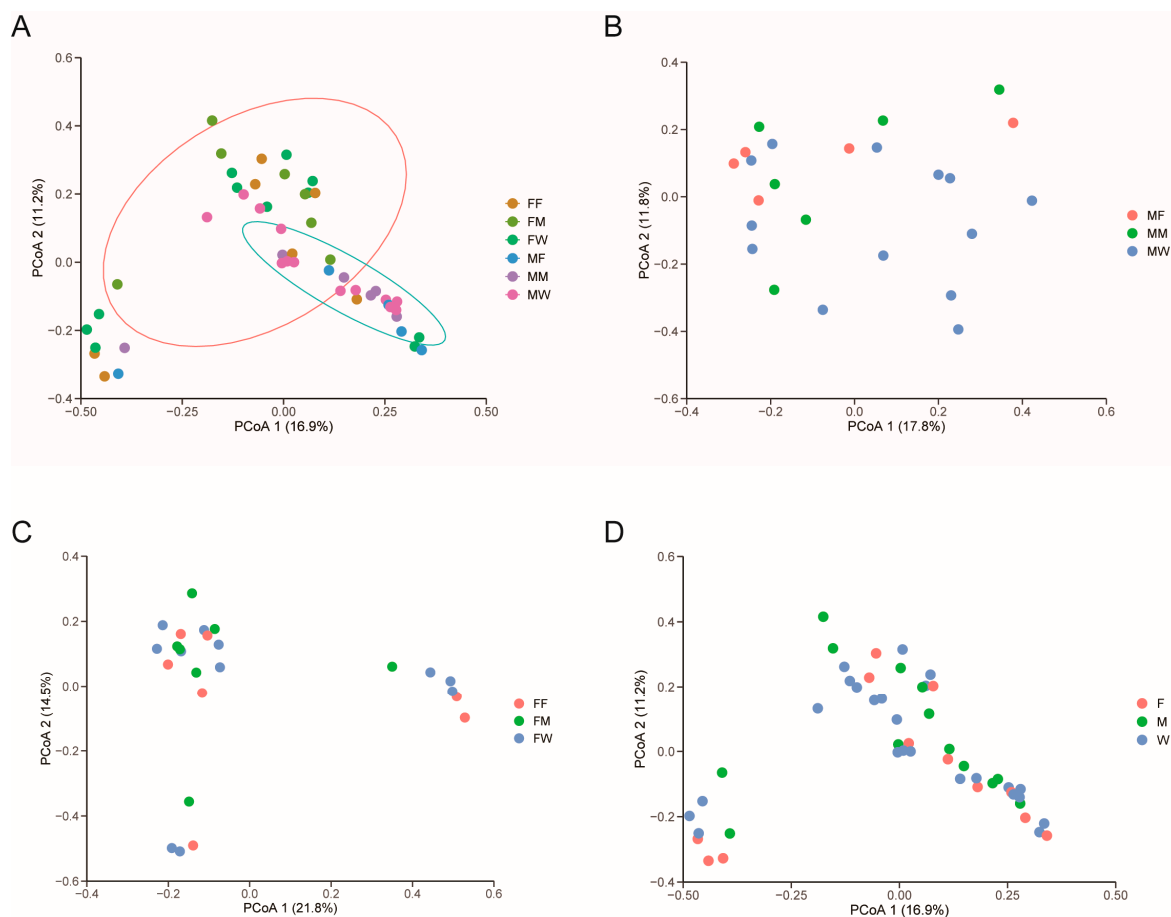 A
0.6
0.4
0.2
0.0
−0.2
−0.4
−0.50
−0.25
0.00
0.25
0.50
PCoA 1 (16.9%)
PCoA 2 (11.2%)
FF
FM
FW
MF
MM
MW
B
0.4
0.2
0.0
−0.2
−0.4
−0.6
−0.4
−0.2
0.0
0.2
0.4
0.6
PCoA 1 (17.8%)
PCoA 2 (11.8%)
MF
MM
MW
C
0.4
0.2
0.0
−0.2
−0.4
−0.6
−0.4
−0.2
0.0
0.2
0.4
0.6
PCoA 1 (21.8%)
PCoA 2 (14.5%)
FF
FM
FW
D
0.6
0.4
0.2
0.0
−0.2
−0.4
−0.50
−0.25
0.00
0.25
0.50
PCoA 1 (16.9%)
PCoA 2 (11.2%)
F
M
W